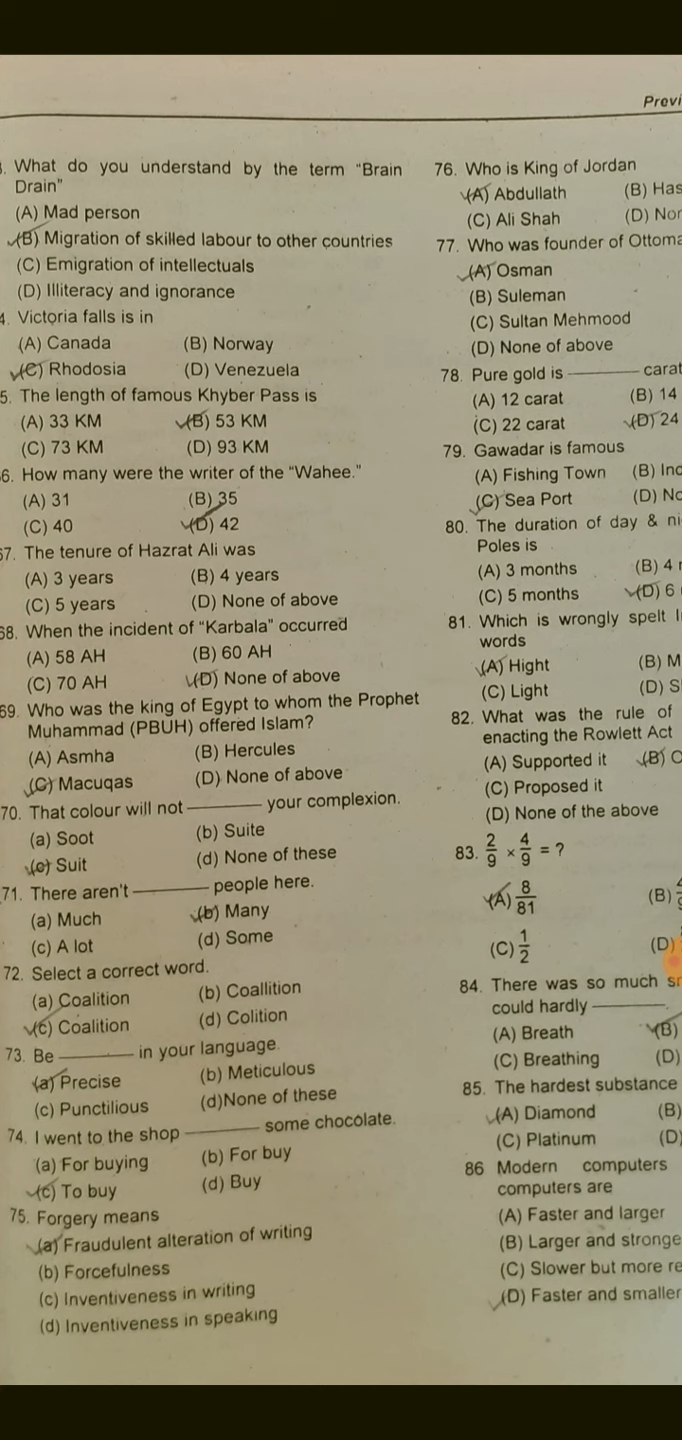 Previ
. What do you understand by the term "Brain
Drain"
(A) Mad person
(B) Migration of skilled labour to other countries
(C) Emigration of intellectuals
(D) Illiteracy and ignorance
4. Victoria falls is in
(A) Canada (B) Norway
(C) Rhodosia (D) Venezuela
5. The length of famous Khyber Pass is
(A) 33 KM (B) 53 KM
(C) 73 KM (D) 93 KM
6. How many were the writer of the "Wahee."
(A) 31 (B) 35
(C) 40 (D) 42
67. The tenure of Hazrat Ali was
(A) 3 years (B) 4 years
(C) 5 years (D) None of above
68. When the incident of "Karbala" occurred
(A) 58 AH (B) 60 AH
(C) 70 AH (D) None of above
69. Who was the king of Egypt to whom the Prophet
Muhammad (PBUH) offered Islam?
(A) Asmha (B) Hercules
(C) Macuqas (D) None of above
70. That colour will not ______ your complexion.
(a) Soot (b) Suite
(c) Suit (d) None of these
71. There aren't ______ people here.
(a) Much (b) Many
(c) A lot (d) Some
72. Select a correct word.
(a) Coalition (b) Coallition
(c) Coalition (d) Colition
73. Be ______ in your language.
(a) Precise (b) Meticulous
(c) Punctilious (d)None of these
74. I went to the shop ______ some chocolate.
(a) For buying (b) For buy
(c) To buy (d) Buy
75. Forgery means
(a) Fraudulent alteration of writing
(b) Forcefulness
(c) Inventiveness in writing
(d) Inventiveness in speaking
76. Who is King of Jordan
(A) Abdullath (B) Has
(C) Ali Shah (D) Nor
77. Who was founder of Ottoma
(A) Osman
(B) Suleman
(C) Sultan Mehmood
(D) None of above
78. Pure gold is ______ carat
(A) 12 carat (B) 14
(C) 22 carat (D) 24
79. Gawadar is famous
(A) Fishing Town (B) Ind
(C) Sea Port (D) No
80. The duration of day & ni
Poles is
(A) 3 months (B) 4
(C) 5 months (D) 6
81. Which is wrongly spelt
words
(A) Hight (B) M
(C) Light (D) S
82. What was the rule of
enacting the Rowlett Act
(A) Supported it (B)
(C) Proposed it
(D) None of the above
83. 2/9 × 4/9 = ?
(A) 8/81 (B)
(C) 1/2 (D)
84. There was so much sr
could hardly ______.
(A) Breath (B)
(C) Breathing (D)
85. The hardest substance
(A) Diamond (B)
(C) Platinum (D)
86 Modern computers
computers are
(A) Faster and larger
(B) Larger and stronge
(C) Slower but more re
(D) Faster and smaller